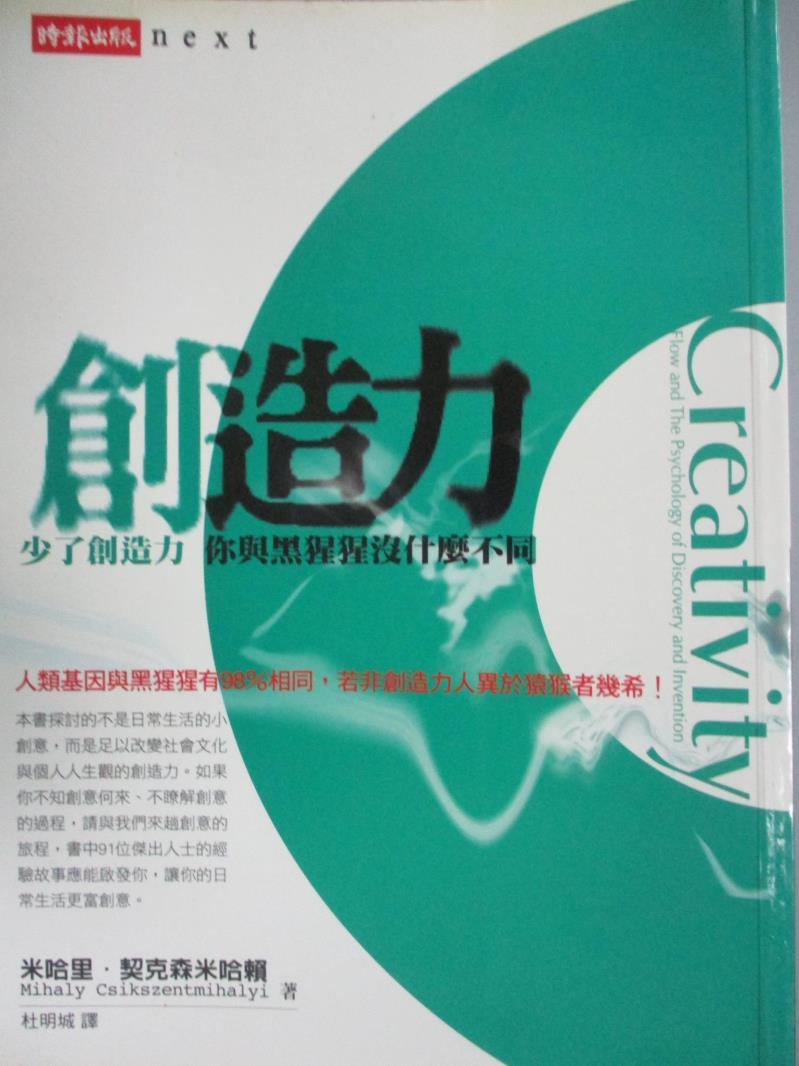 時報出版 next
創造力
少了創造力 你與黑猩猩沒什麼不同
Creativity
Flow and The Psychology of Discovery and Invention
人類基因與黑猩猩有98%相同，若非創造力人異於猿猴者幾希！
本書探討的不是日常生活的小
創意，而是足以改變社會文化
與個人人生觀的創造力。如果
你不知創意何來、不瞭解創意
的過程，請與我們來趟創意的
旅程，書中91位傑出人士的經
驗故事應能啟發你，讓你的日
常生活更富創意。
米哈里．契克森米哈賴
Mihaly Csikszentmihalyi 著
杜明城 譯